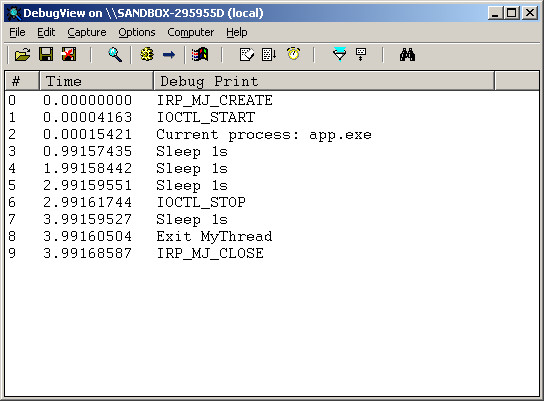 DebugView on \\SANDBOX-295955D (local)
File Edit Capture Options Computer Help
# Time Debug Print
0 0.00000000 IRP_MJ_CREATE
1 0.00004163 IOCTL_START
2 0.00015421 Current process: app.exe
3 0.99157435 Sleep 1s
4 1.99158442 Sleep 1s
5 2.99159551 Sleep 1s
6 2.99161744 IOCTL_STOP
7 3.99159527 Sleep 1s
8 3.99160504 Exit MyThread
9 3.99168587 IRP_MJ_CLOSE